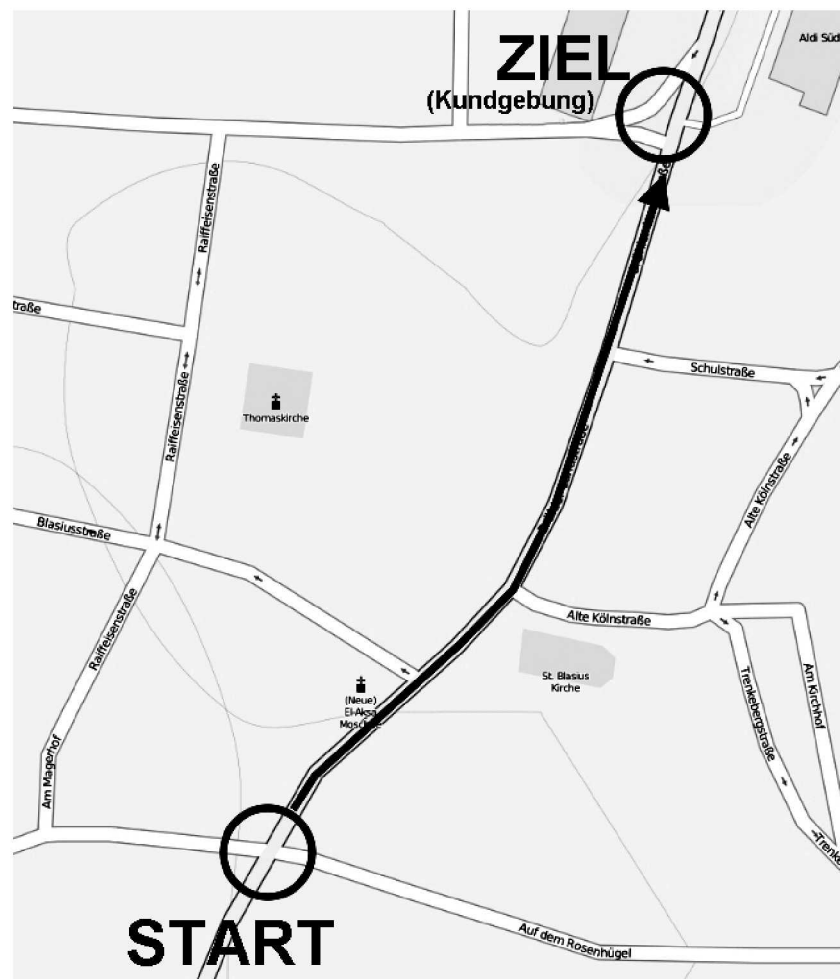 Aldi Süd
ZIEL
(Kundgebung)
Raiffeisenstraße
traße
Schulstraße
Thomaskirche
Raiffeisenstraße
Alte Kölnstraße
Blasiusstraße
Raiffeisenstraße
Alte Kölnstraße
St. Blasius
Kirche
(Neue)
El-Aksa
Am Kirchhof
Trenkebergstraße
Am Magerhof
Trenke
START
Auf dem Rosenhügel